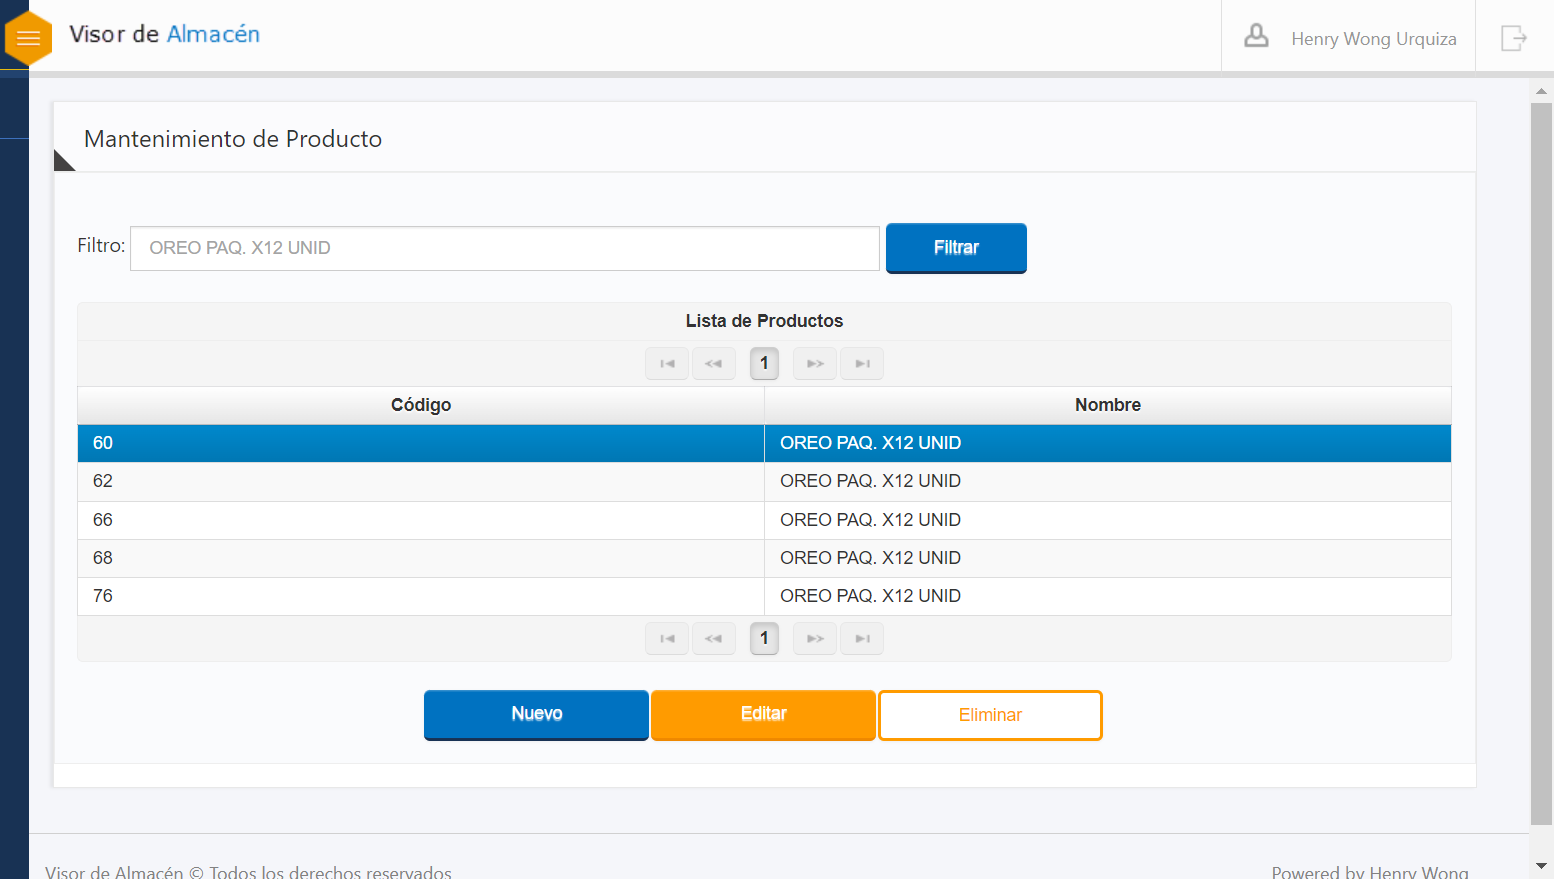 Visor de Almacén
Henry Wong Urquiza
Mantenimiento de Producto
Filtro: OREO PAQ. X12 UNID Filtrar
Lista de Productos
1
Código Nombre
60 OREO PAQ. X12 UNID
62 OREO PAQ. X12 UNID
66 OREO PAQ. X12 UNID
68 OREO PAQ. X12 UNID
76 OREO PAQ. X12 UNID
1
Nuevo Editar Eliminar
Visor de Almacén © Todos los derechos reservados
Powered by Henry Wong